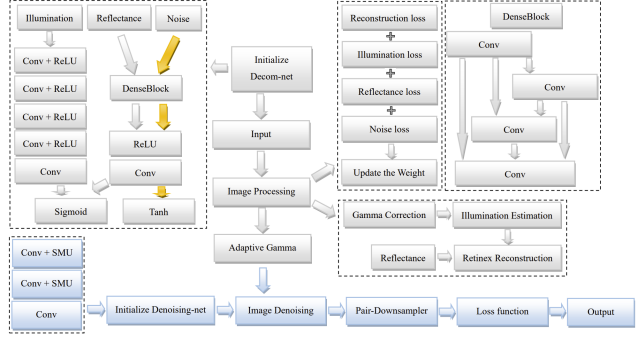 Illumination
Reflectance
Noise
Conv + ReLU
Conv + ReLU
Conv + ReLU
Conv + ReLU
Conv
DenseBlock
ReLU
Conv
Sigmoid
Tanh
Initialize
Decom-net
Input
Image Processing
Adaptive Gamma
Reconstruction loss
+
Illumination loss
+
Reflectance loss
+
Noise loss
Update the Weight
DenseBlock
Conv
Conv
Conv
Conv
Gamma Correction
Illumination Estimation
Reflectance
Retinex Reconstruction
Conv + SMU
Conv + SMU
Conv
Initialize Denoising-net
Image Denoising
Pair-Downsampler
Loss function
Output